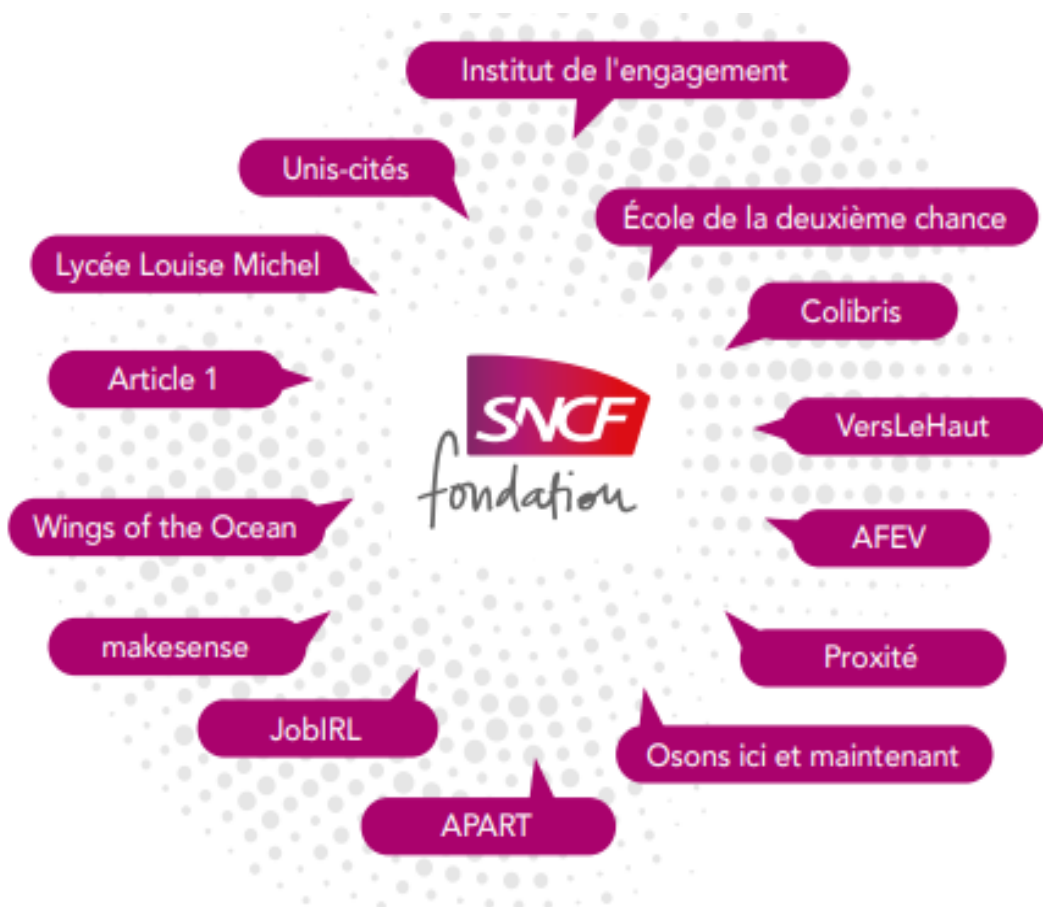 Institut de l'engagement
Unis-cités
École de la deuxième chance
Lycée Louise Michel
Colibris
Article 1
SNCF
fondation
VersLeHaut
Wings of the Ocean
AFEV
makesense
Proxité
JobIRL
Osons ici et maintenant
APART